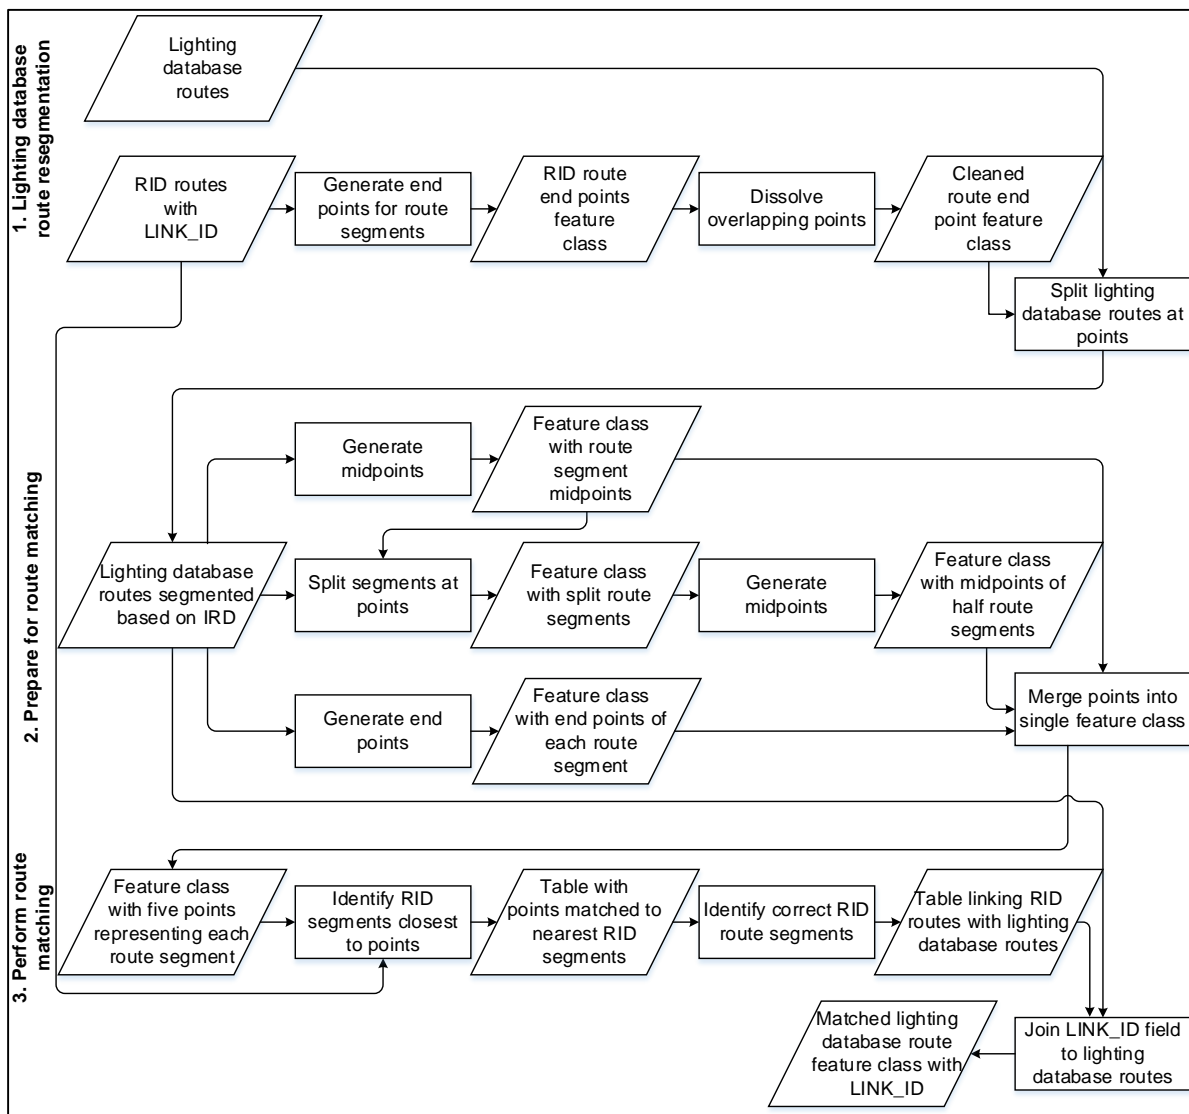 1. Lighting database
route resegmentation
Lighting
database
routes
RID routes
with
LINK_ID
Generate end
points for route
segments
RID route
end points
feature
class
Dissolve
overlapping points
Cleaned
route end
point feature
class
Split lighting
database routes at
points
2. Prepare for route matching
Generate
midpoints
Feature class
with route
segment
midpoints
Lighting database
routes segmented
based on IRD
Split segments at
points
Feature class
with split route
segments
Generate
midpoints
Feature class
with midpoints of
half route
segments
Generate end
points
Feature class
with end points of
each route
segment
Merge points into
single feature class
3. Perform route
matching
Feature class
with five points
representing each
route segment
Identify RID
segments closest
to points
Table with
points matched to
nearest RID
segments
Identify correct RID
route segments
Table linking RID
routes with lighting
database routes
Matched lighting
database route
feature class with
LINK_ID
Join LINK_ID field
to lighting
database routes